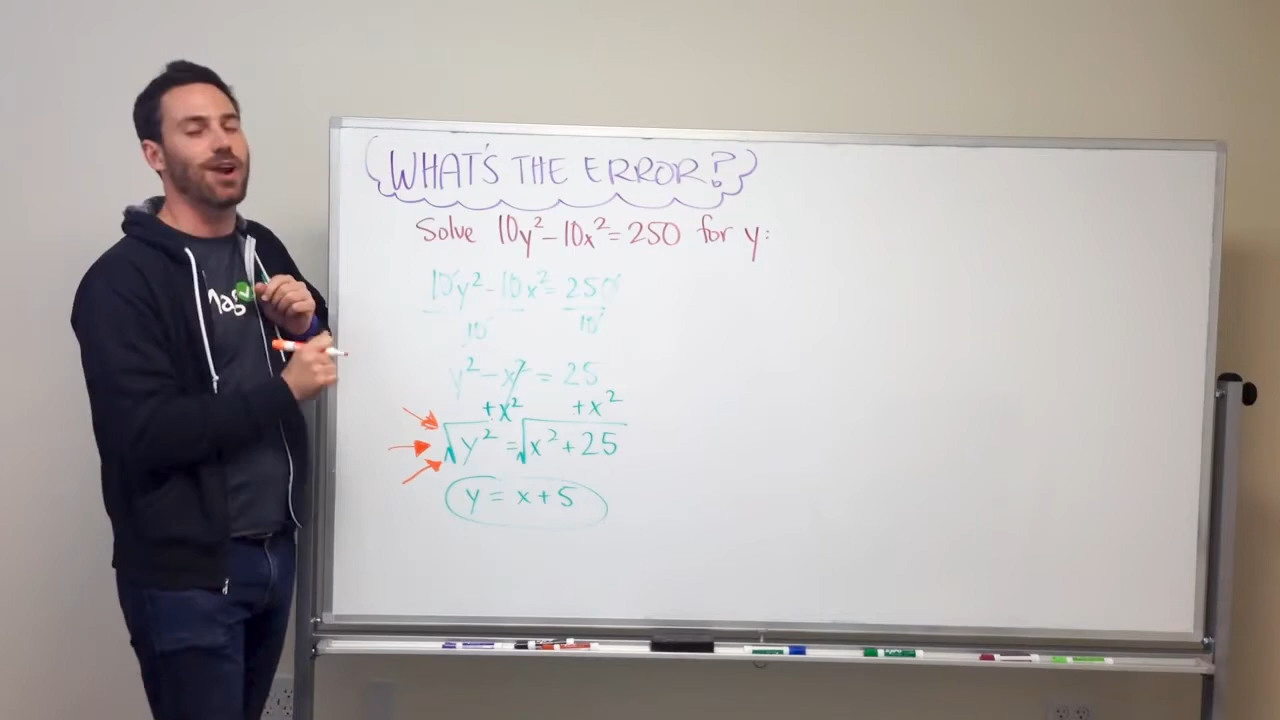 WHAT'S THE ERROR?
Solve 10y²-10x²=250 for y:
10y²-10x²=250
10 10
y²-x²=25
+x² +x²
√y²=√x²+25
y=x+5
Mag